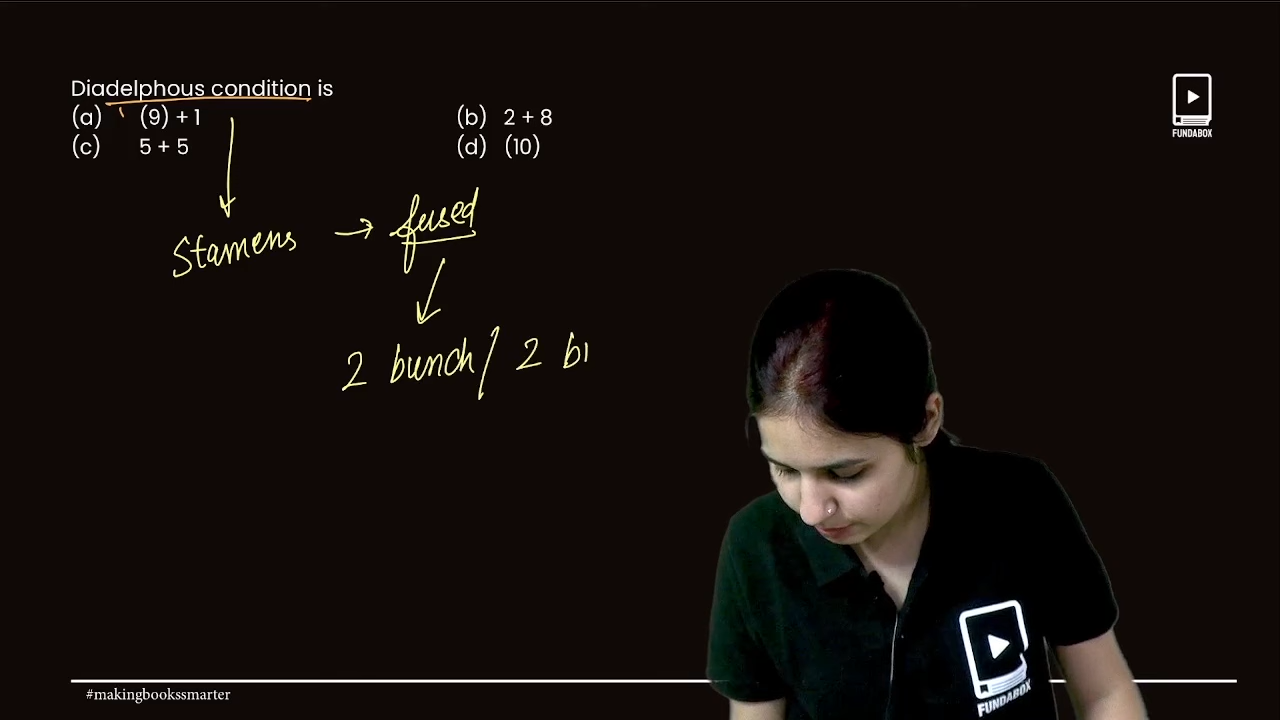 Diadelphous condition is
(a) (9) + 1 (b) 2 + 8
(c) 5 + 5 (d) (10)
FUNDABOX
Stamens → fused
2 bunch / 2 b
FUNDABOX
#makingbookssmarter